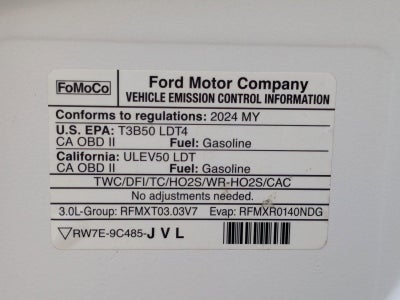 FoMoCo
Ford Motor Company
VEHICLE EMISSION CONTROL INFORMATION
Conforms to regulations: 2024 MY
U.S. EPA: T3B50 LDT4
CA OBD II Fuel: Gasoline
California: ULEV50 LDT
CA OBD II Fuel: Gasoline
TWC/DFI/TC/HO2S/WR-HO2S/CAC
No adjustments needed.
3.0L-Group: RFMXT03.03V7 Evap: RFMXR0140NDG
RW7E-9C485-J V L